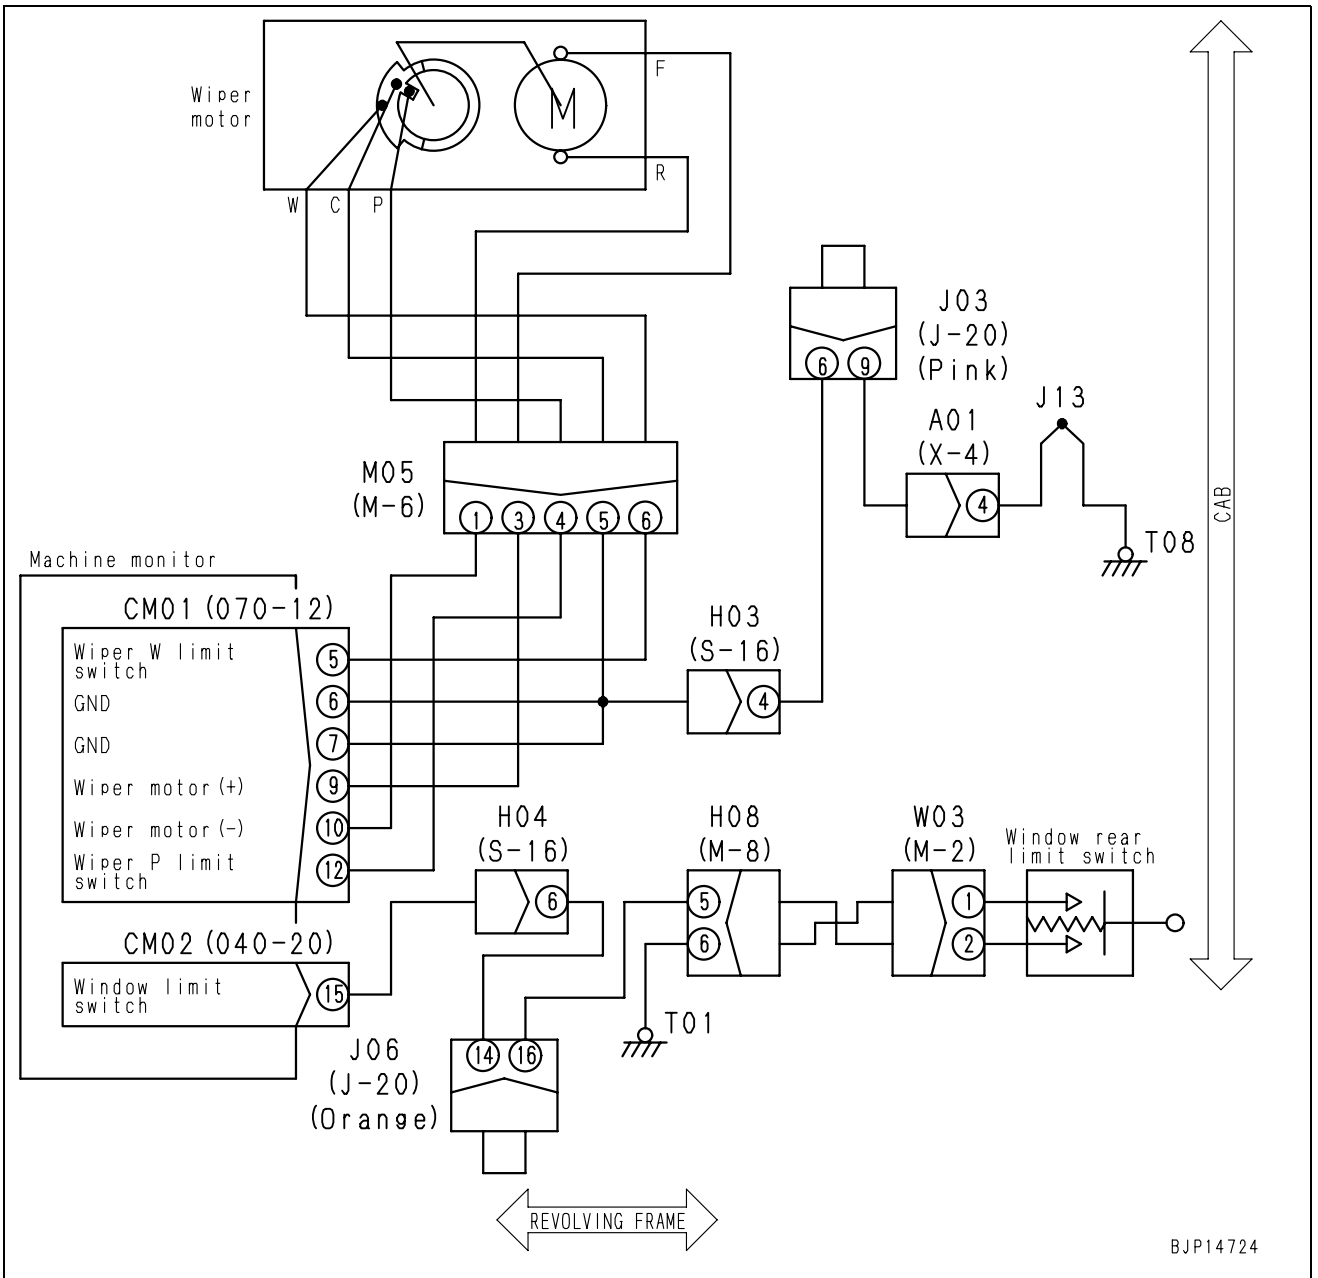 Wiper
motor
M
F
R
W C P
J03
(J-20)
(Pink)
6 9
J13
A01
(X-4)
4
T08
CAB
M05
(M-6)
1 3 4 5 6
Machine monitor
CM01 (070-12)
Wiper W limit
switch
5
GND
6
GND
7
Wiper motor (+)
9
Wiper motor (-)
10
Wiper P limit
switch
12
H03
(S-16)
4
H04
(S-16)
6
H08
(M-8)
5
6
W03
(M-2)
1
2
Window rear
limit switch
CM02 (040-20)
Window limit
switch
15
T01
J06
(J-20)
(Orange)
14 16
REVOLVING FRAME
BJP14724